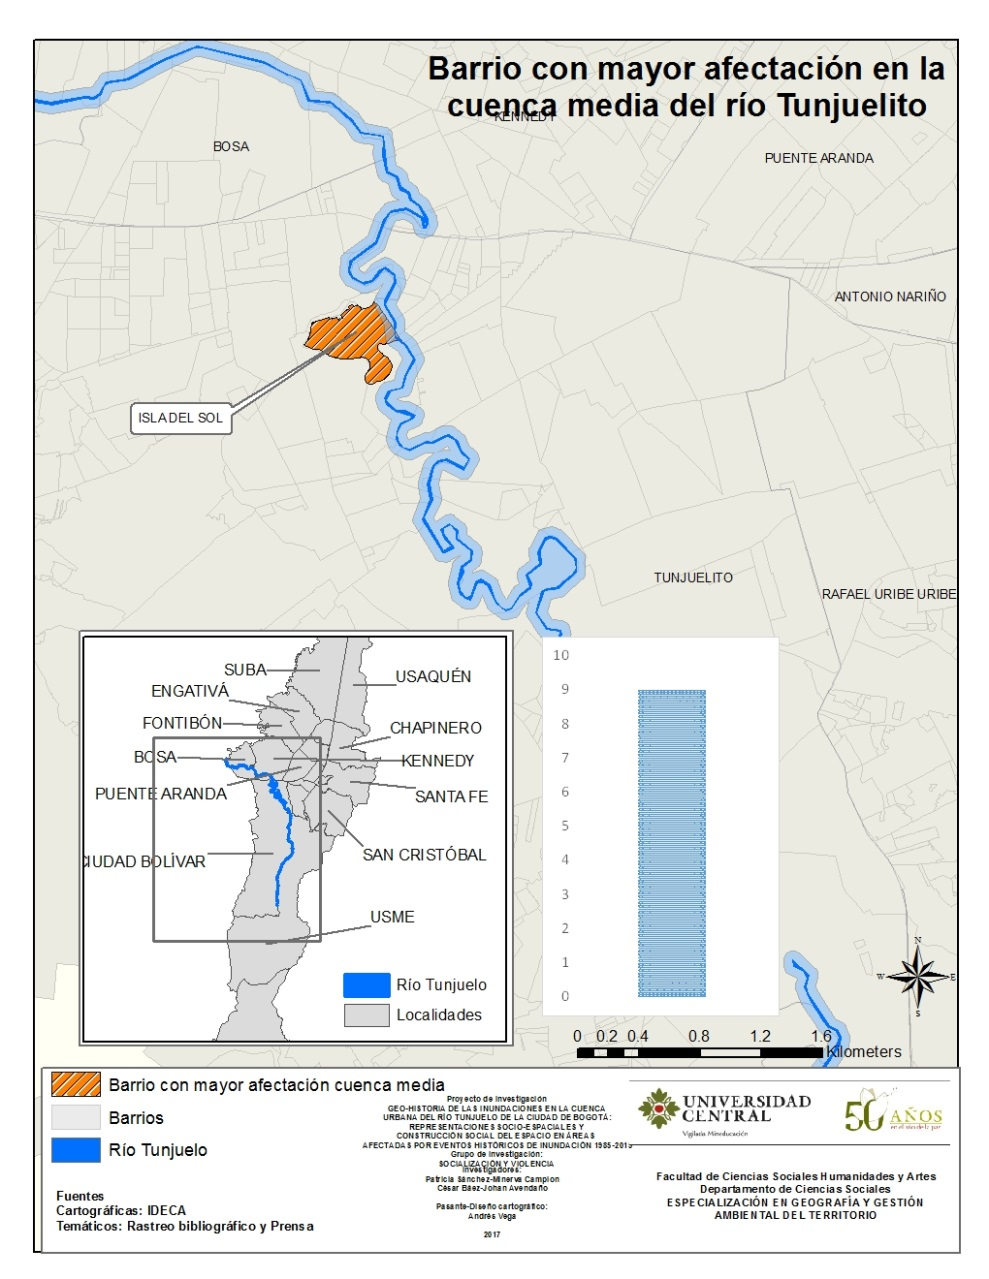 Barrio con mayor afectación en la
cuenca media del río Tunjuelito
KENNEDY
BOSA
PUENTE ARANDA
ANTONIO NARIÑO
ISLA DEL SOL
TUNJUELITO
RAFAEL URIBE URIBE
SUBA
USAQUÉN
ENGATIVÁ
FONTIBÓN
CHAPINERO
BOSA
KENNEDY
PUENTE ARANDA
SANTA FE
SAN CRISTÓBAL
CIUDAD BOLÍVAR
USME
Río Tunjuelo
Localidades
10
9
8
7
6
5
4
3
2
1
0
N
W E
S
0 0.2 0.4 0.8 1.2 1.6
Kilometers
Barrio con mayor afectación cuenca media
Barrios
Río Tunjuelo
Fuentes
Cartográficas: IDECA
Temáticos: Rastreo bibliográfico y Prensa
Proyecto de Investigación
GEO-HISTORIA DE LAS INUNDACIONES EN LA CUENCA
URBANA DEL RÍO TUNJUELO DE LA CIUDAD DE BOGOTÁ:
REPRESENTACIONES SOCIO-ESPACIALES Y
CONSTRUCCIÓN SOCIAL DEL ESPACIO EN ÁREAS
AFECTADAS POR EVENTOS HISTÓRICOS DE INUNDACIÓN 1985-2015
Grupo de Investigación:
SOCIALIZACIÓN Y VIOLENCIA
Investigadores:
Patricia Sánchez-Minerva Campion
César Báez-Johan Avendaño
Pasante-Diseño cartográfico:
Andrés Vega
2017
UNIVERSIDAD
CENTRAL
Vigilada Mineducación
50 AÑOS
Facultad de Ciencias Sociales Humanidades y Artes
Departamento de Ciencias Sociales
ESPECIALIZACIÓN EN GEOGRAFÍA Y GESTIÓN
AMBIENTAL DEL TERRITORIO